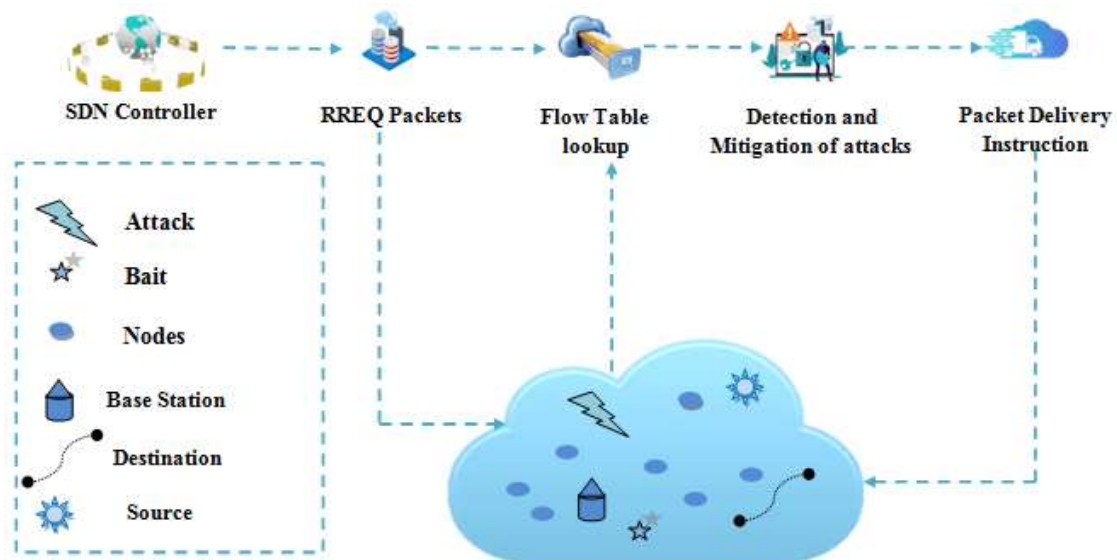 SDN Controller
RREQ Packets
Flow Table
lookup
Detection and
Mitigation of attacks
Packet Delivery
Instruction
Attack
Bait
Nodes
Base Station
Destination
Source